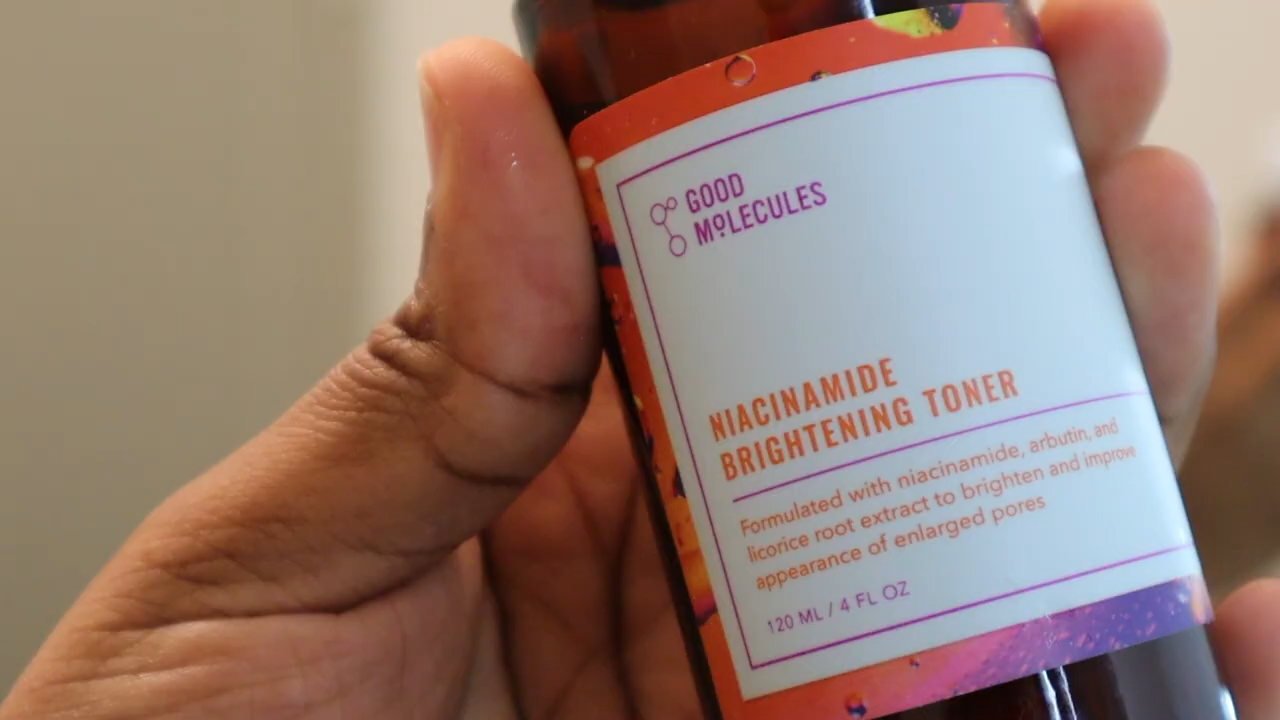 GOOD
MOLECULES
NIACINAMIDE
BRIGHTENING TONER
Formulated with niacinamide, arbutin, and
licorice root extract to brighten and improve
appearance of enlarged pores
120 ML / 4 FL OZ